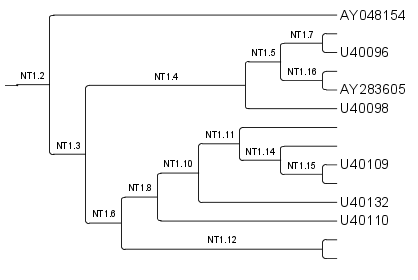 AY048154
NT1.7
U40096
NT1.5
NT1.16
NT1.2
NT1.4
AY283605
U40098
NT1.11
NT1.3
NT1.14
NT1.10
NT1.15
U40109
NT1.8
U40132
NT1.6
U40110
NT1.12